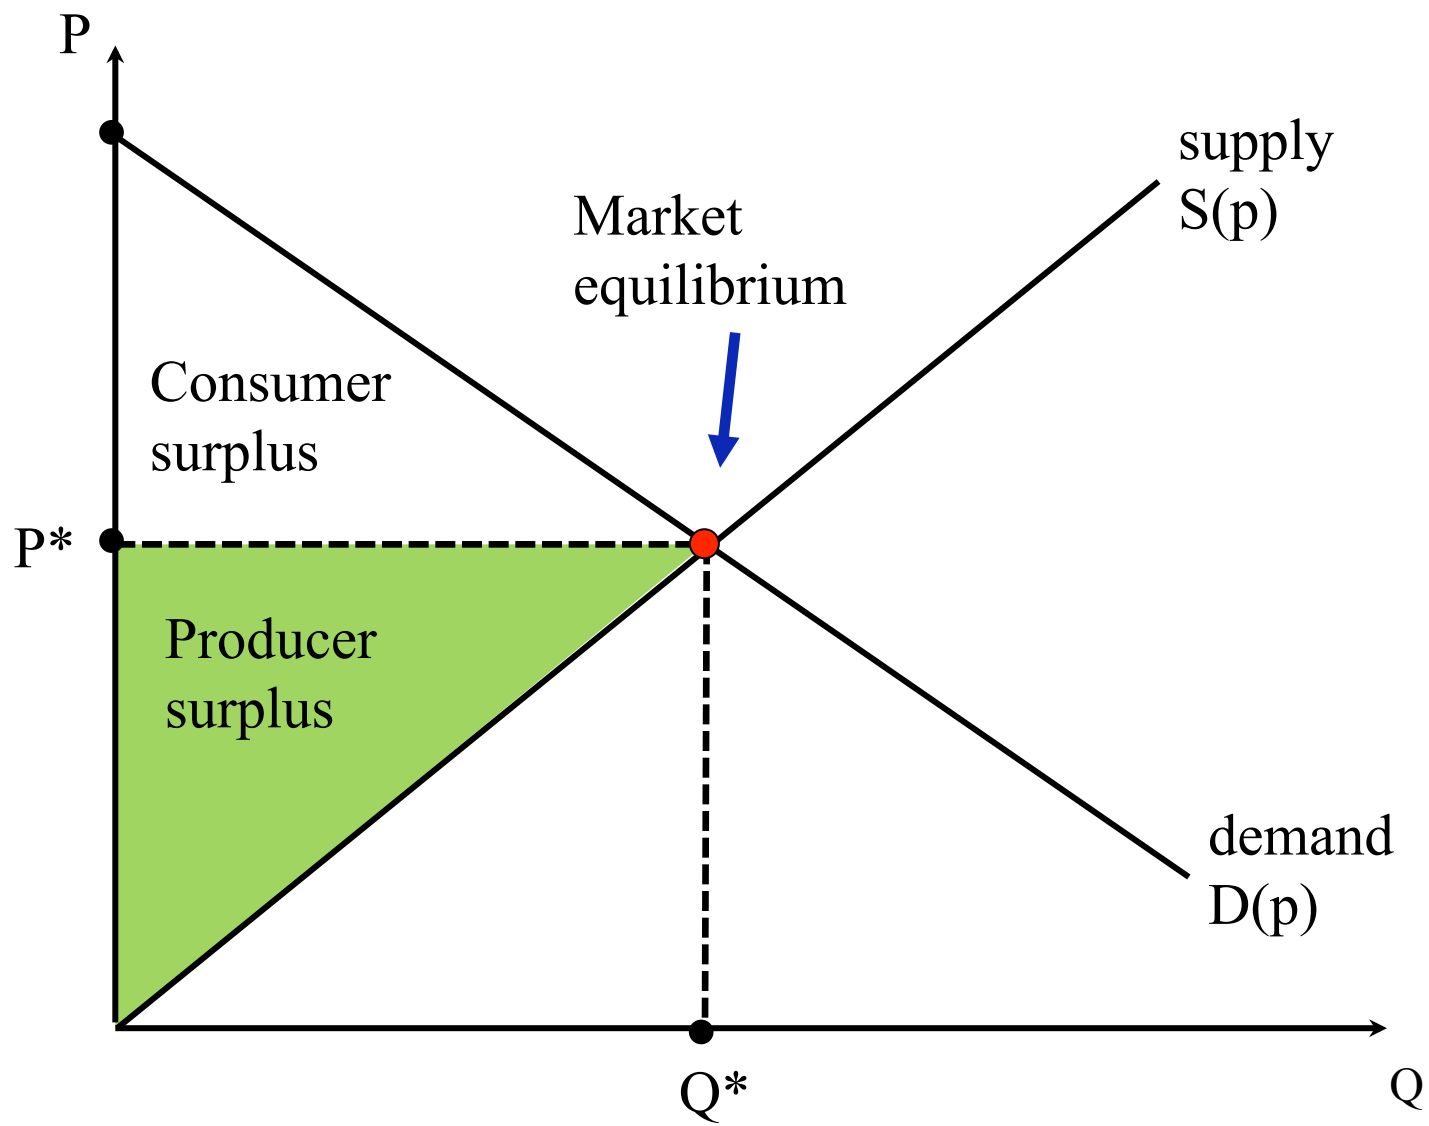 P
supply
S(p)
Market
equilibrium
Consumer
surplus
P*
Producer
surplus
demand
D(p)
Q*
Q